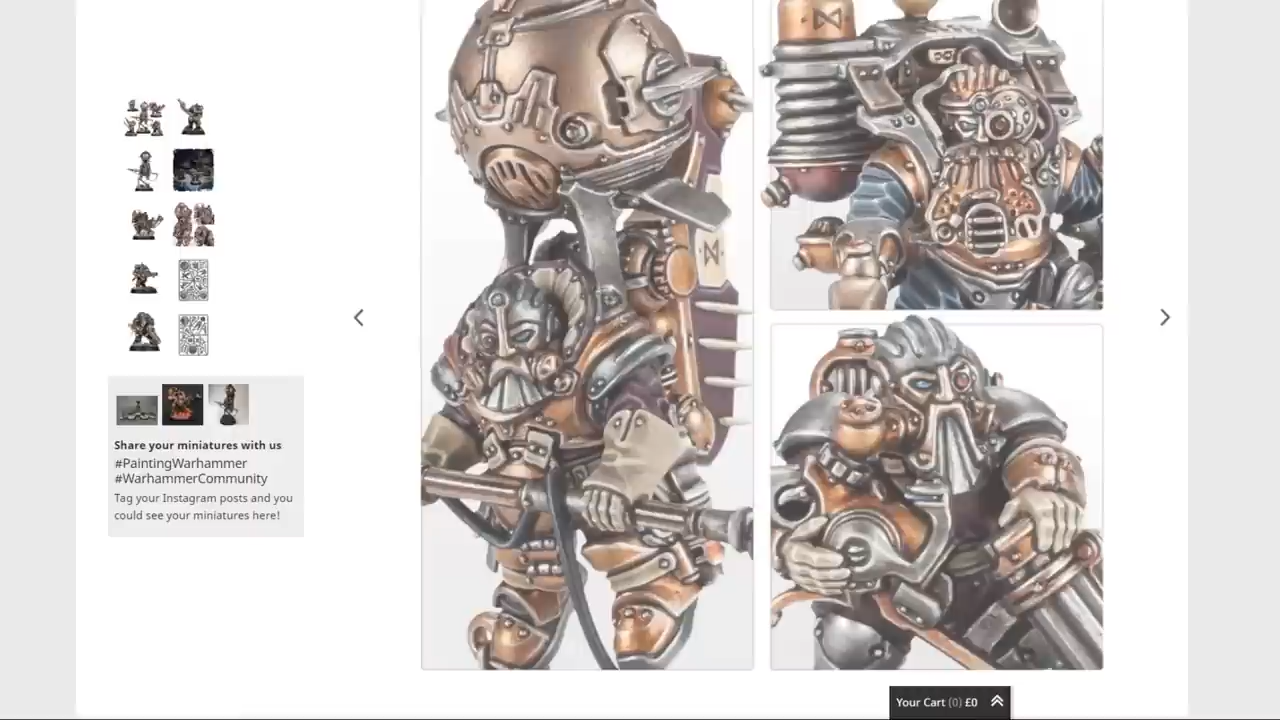 Share your miniatures with us
#PaintingWarhammer
#WarhammerCommunity
Tag your Instagram posts and you
could see your miniatures here!
Your Cart (0) £0